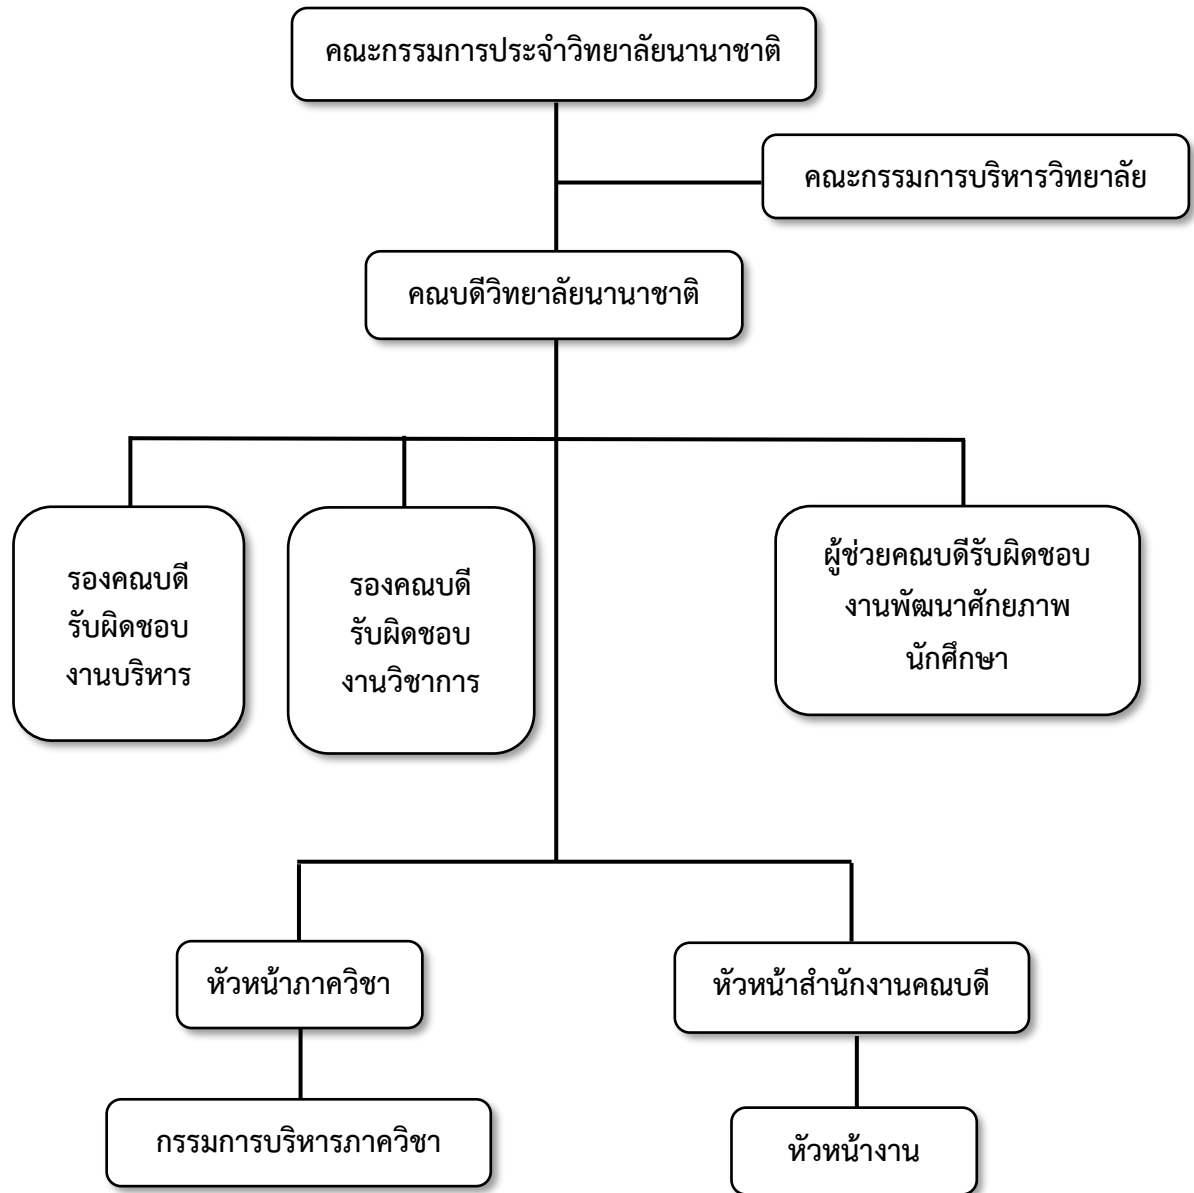 คณะกรรมการประจำวิทยาลัยนานาชาติ
คณะกรรมการบริหารวิทยาลัย
คณบดีวิทยาลัยนานาชาติ
รองคณบดี
รับผิดชอบ
งานบริหาร
รองคณบดี
รับผิดชอบ
งานวิชาการ
ผู้ช่วยคณบดีรับผิดชอบ
งานพัฒนาศักยภาพ
นักศึกษา
หัวหน้าภาควิชา
หัวหน้าสำนักงานคณบดี
กรรมการบริหารภาควิชา
หัวหน้างาน